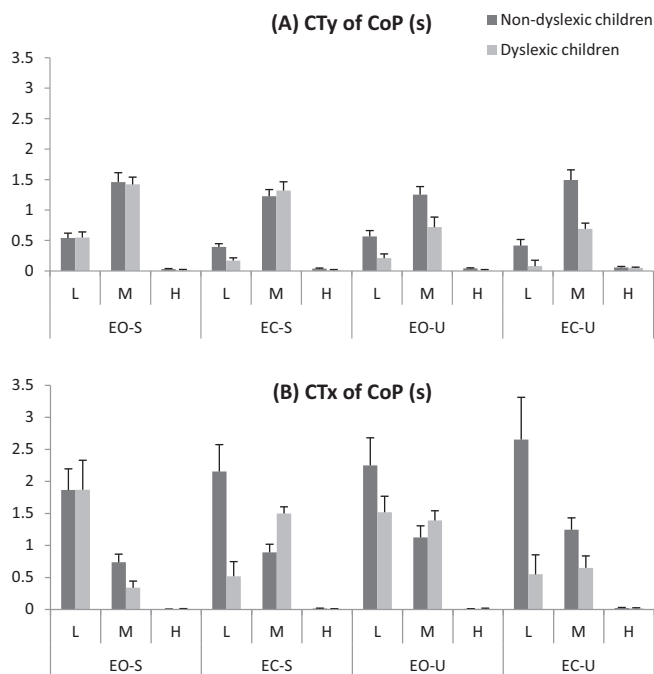 (A) CTy of CoP (s)
Non-dyslexic children
Dyslexic children
3.5
3
2.5
2
1.5
1
0.5
0
L M H L M H L M H L M H
EO-S EC-S EO-U EC-U
(B) CTx of CoP (s)
3.5
3
2.5
2
1.5
1
0.5
0
L M H L M H L M H L M H
EO-S EC-S EO-U EC-U